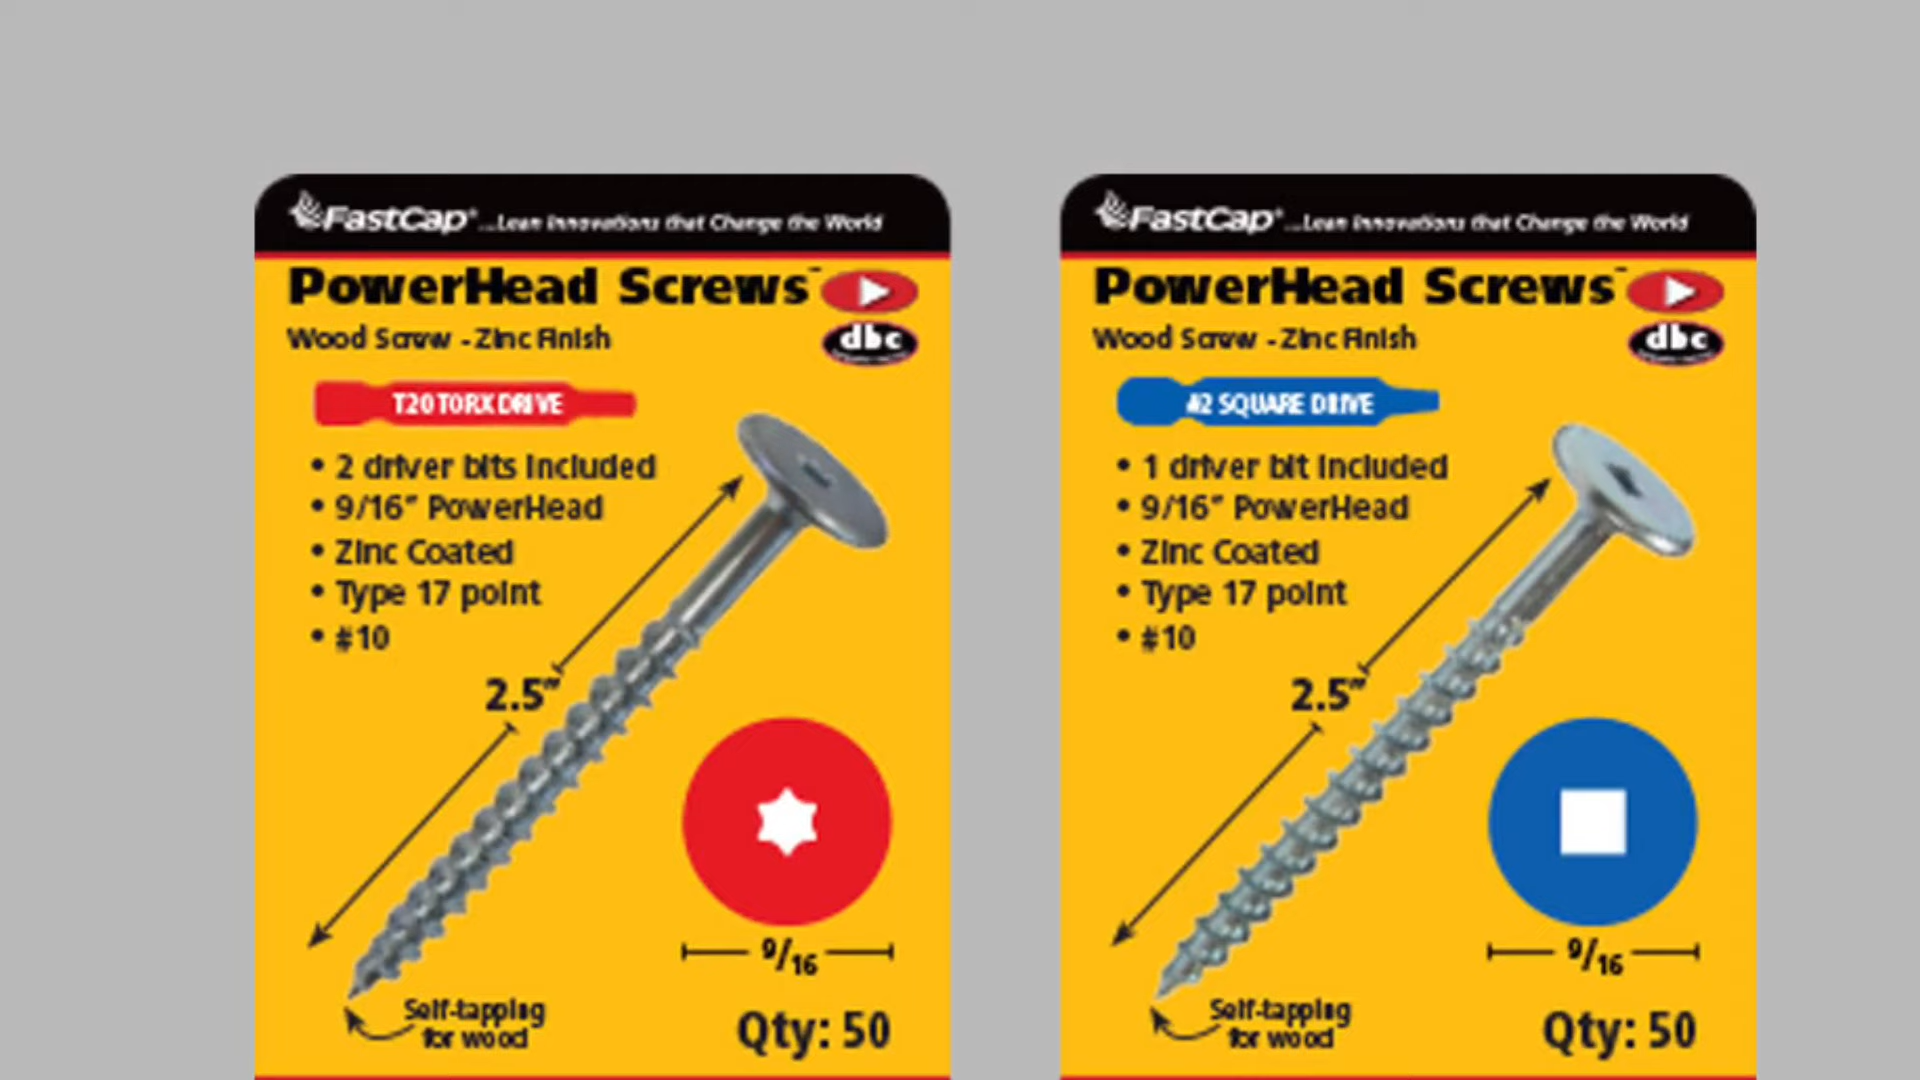 FastCap® ...Lean Innovations that Change the World
PowerHead Screws™
Wood Screw - Zinc Finish
dbc
T20 TORX DRIVE
• 2 driver bits included
• 9/16" PowerHead
• Zinc Coated
• Type 17 point
• #10
2.5"
9/16
Self-tapping
for wood
Qty: 50
FastCap® ...Lean Innovations that Change the World
PowerHead Screws™
Wood Screw - Zinc Finish
dbc
#2 SQUARE DRIVE
• 1 driver bit included
• 9/16" PowerHead
• Zinc Coated
• Type 17 point
• #10
2.5"
9/16
Self-tapping
for wood
Qty: 50